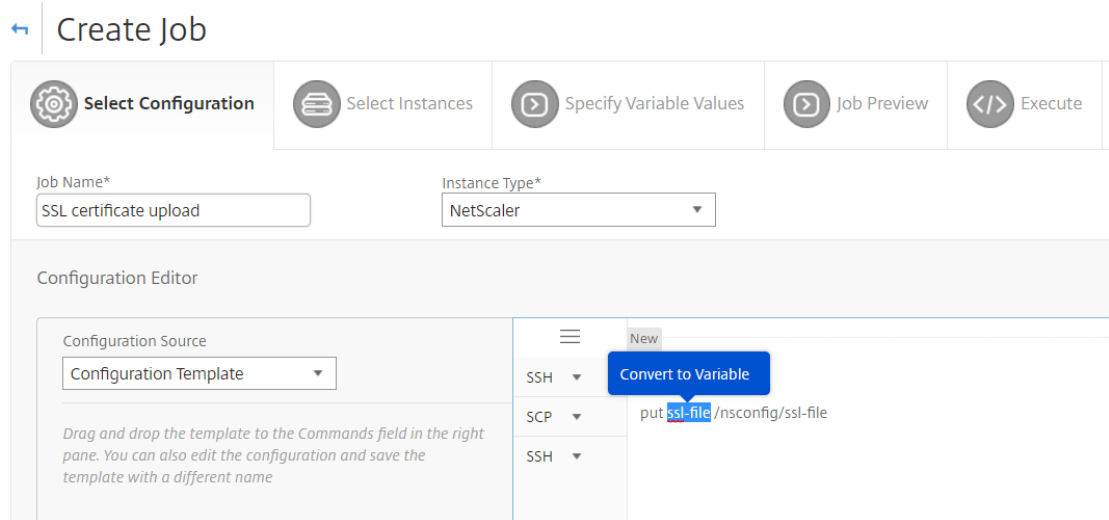 Create Job
Select Configuration
Select Instances
Specify Variable Values
Job Preview
Execute
Job Name*
Instance Type*
SSL certificate upload
NetScaler
Configuration Editor
Configuration Source
Configuration Template
Drag and drop the template to the Commands field in the right
pane. You can also edit the configuration and save the
template with a different name
New
Convert to Variable
SSH
SCP
put ssl-file /nsconfig/ssl-file
SSH